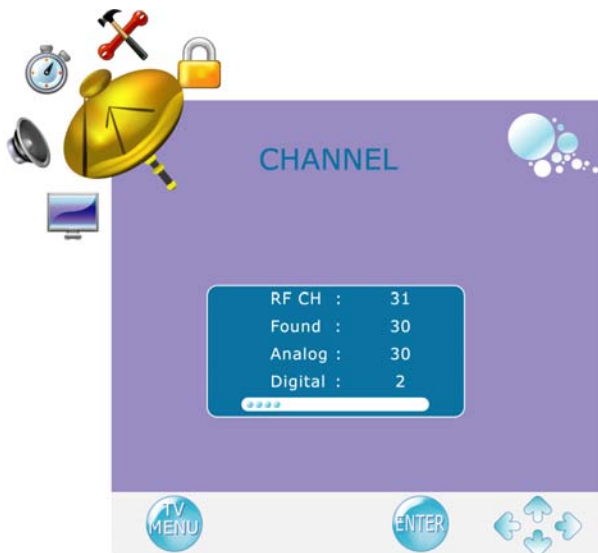 CHANNEL
RF CH : 31
Found : 30
Analog : 30
Digital : 2
TV
MENU
ENTER